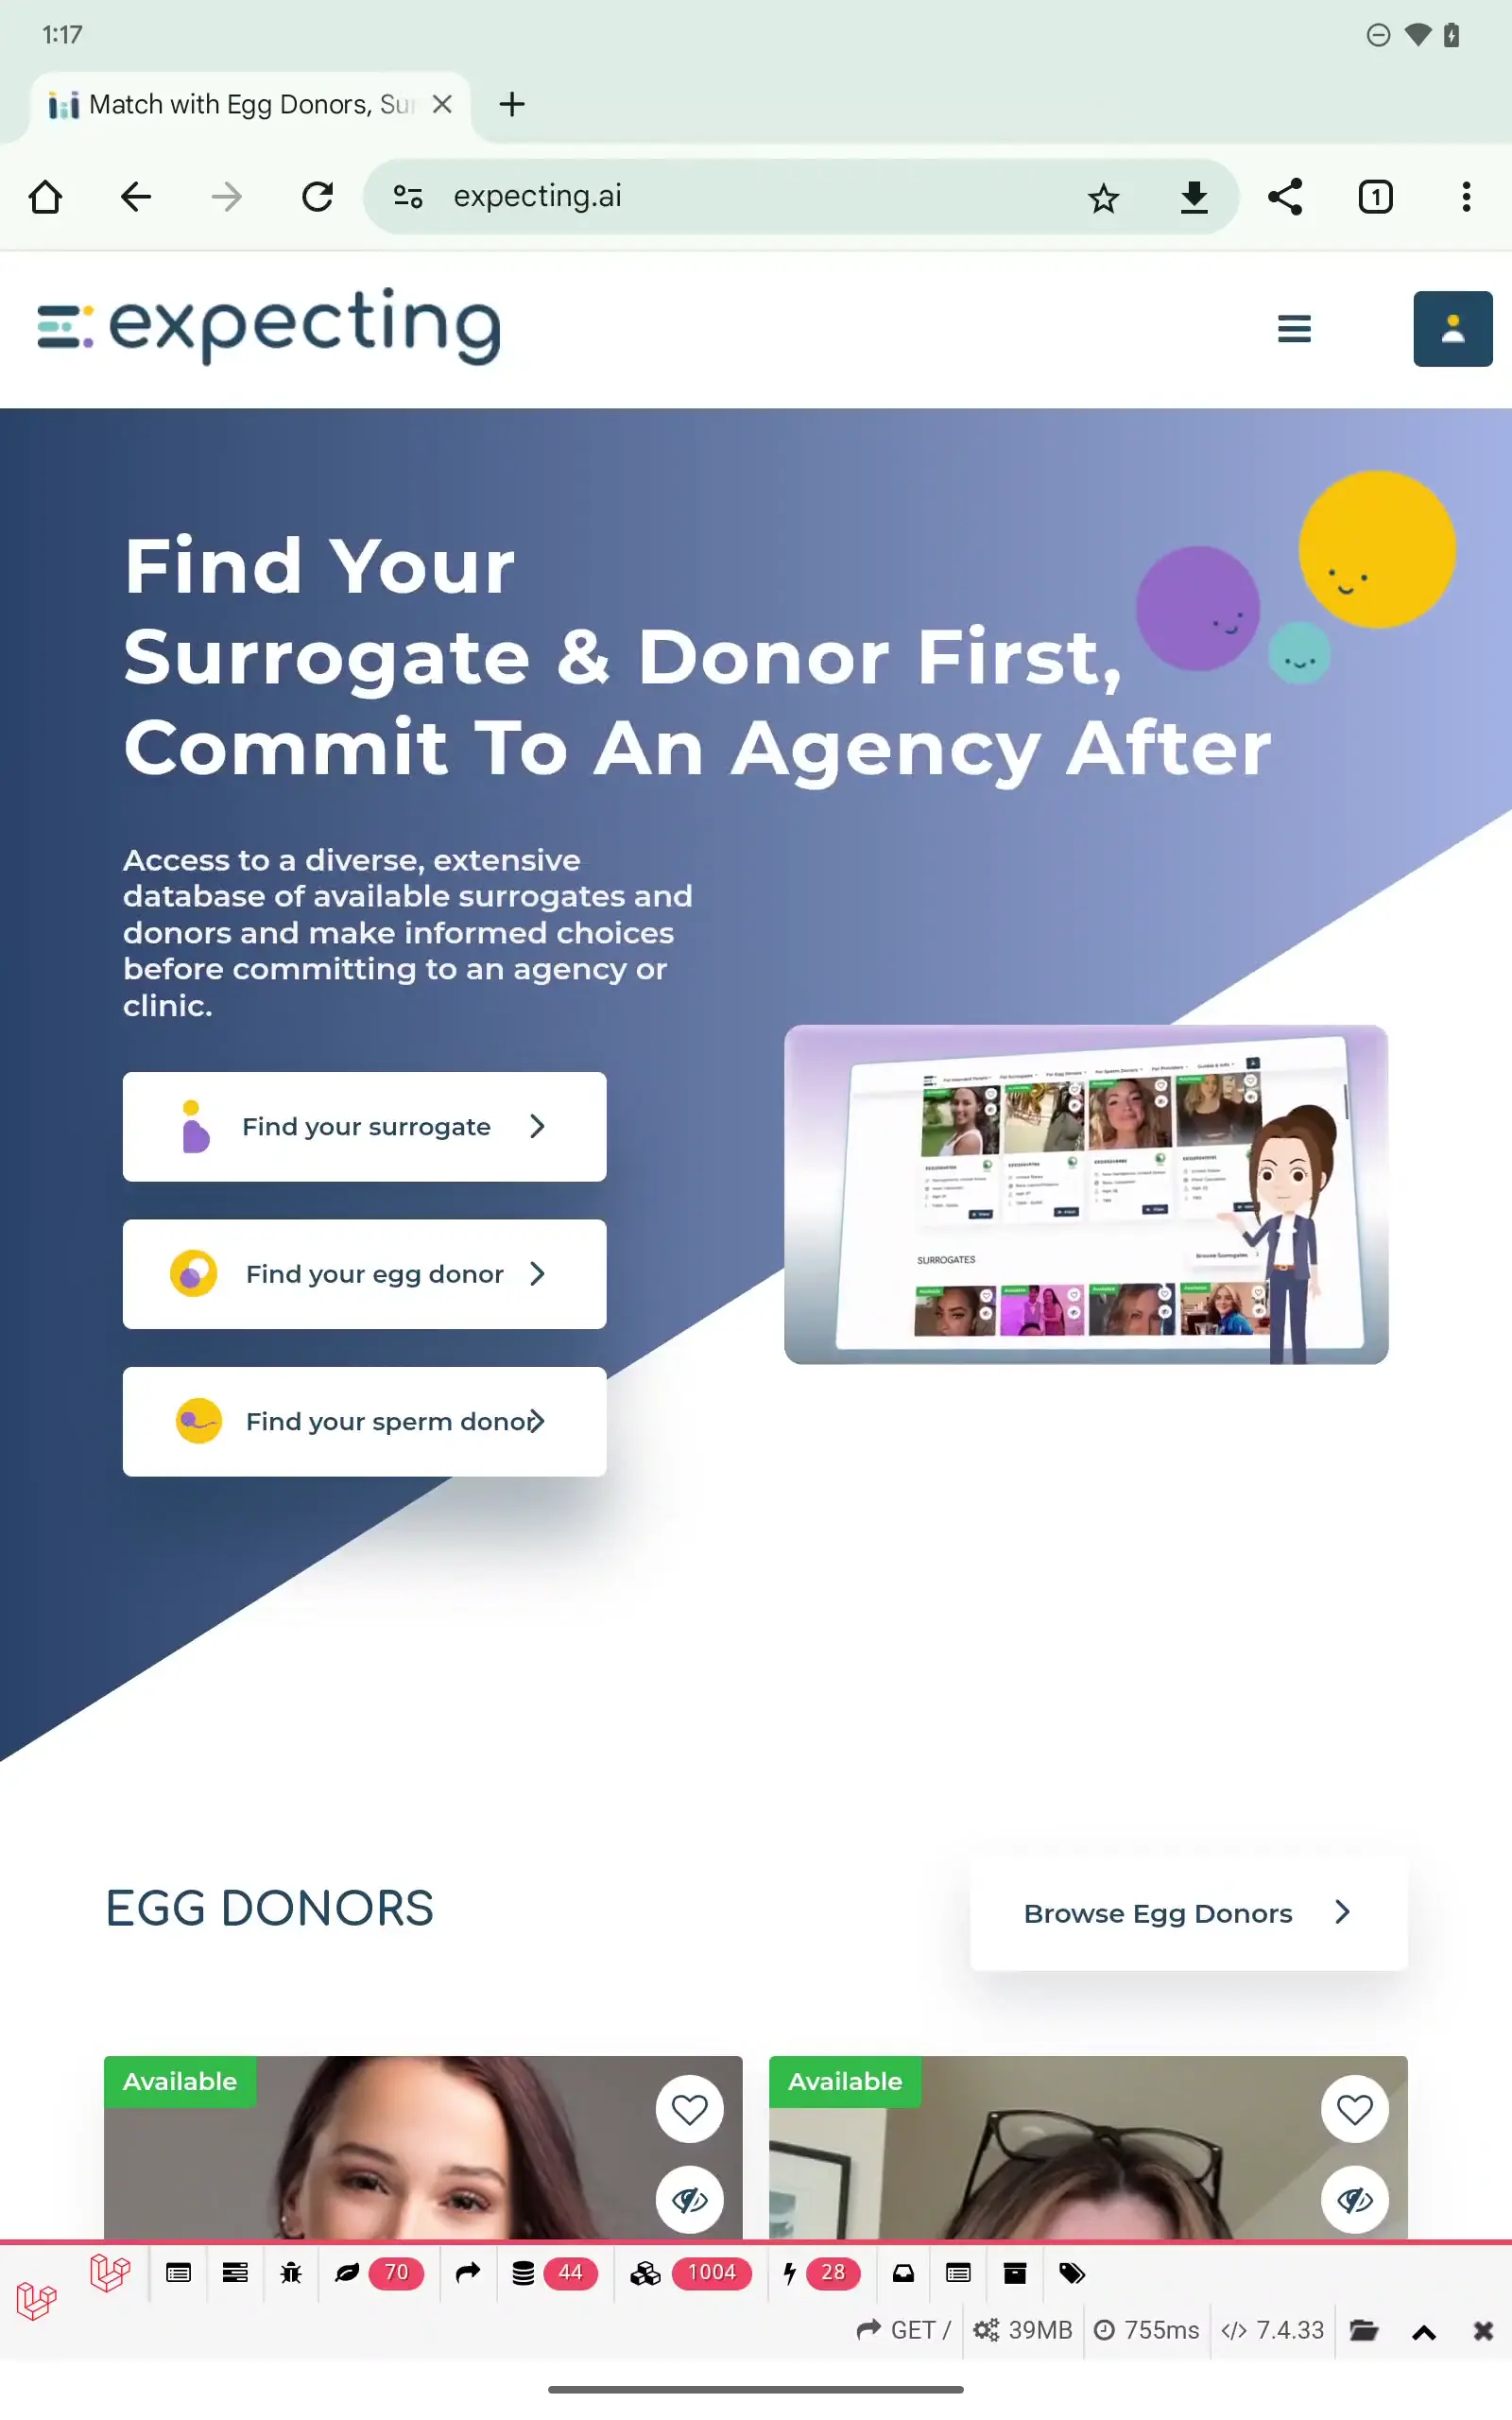 1:17
Match with Egg Donors, Su
expecting.ai
1
expecting
Find Your
Surrogate & Donor First,
Commit To An Agency After
Access to a diverse, extensive
database of available surrogates and
donors and make informed choices
before committing to an agency or
clinic.
Find your surrogate
Find your egg donor
Find your sperm donor
SURROGATES
Browse Surrogates
EGG DONORS
Browse Egg Donors
Available
Available
70
44
1004
28
GET /
39MB
755ms
7.4.33